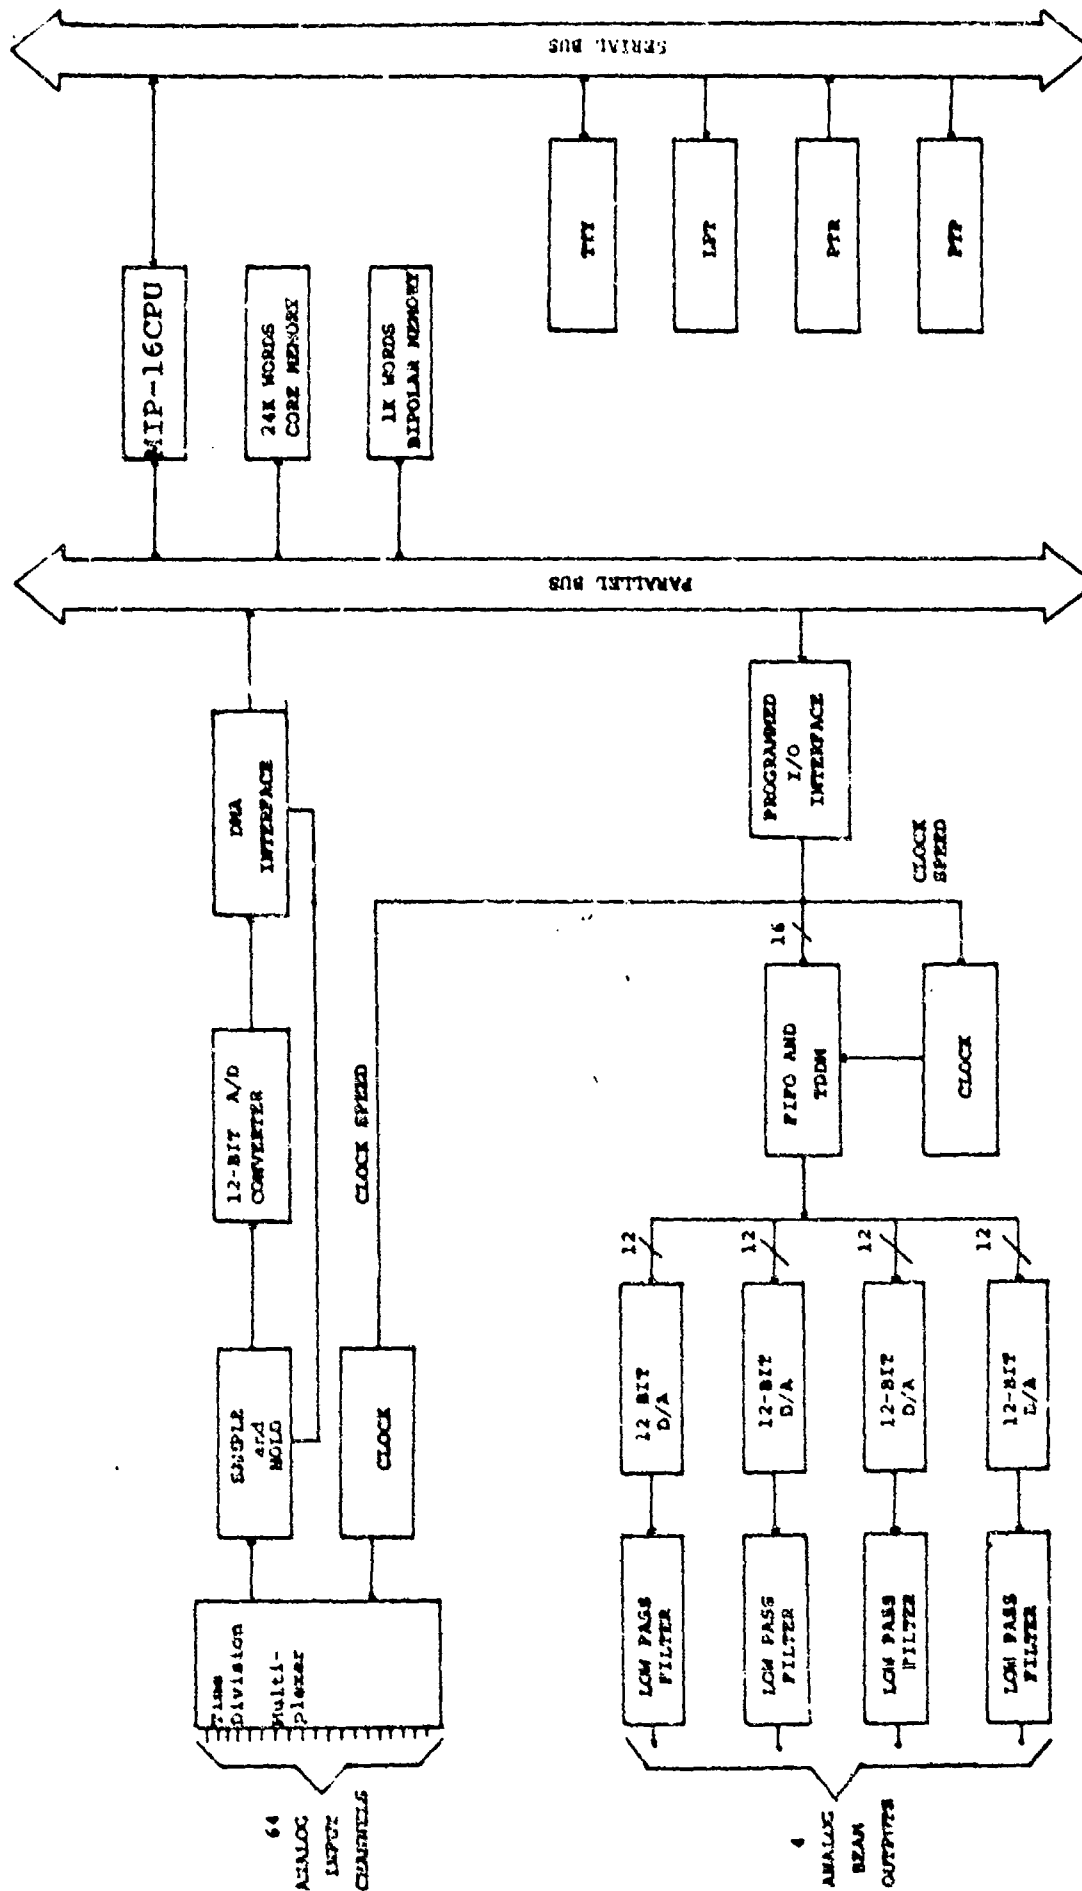 64
ANALOG
INPUT
CHANNELS
Time
Division
Multi-
plexer
SAMPLE
and
HOLD
12-BIT A/D
CONVERTER
DMA
INTERFACE
CLOCK
CLOCK SPEED
MIP-16CPU
24K WORDS
CORE MEMORY
1K WORDS
BIPOLAR MEMORY
PARALLEL BUS
SERIAL BUS
TTY
LPT
PTR
PTP
4
ANALOG
BEAM
OUTPUTS
LOW PASS
FILTER
LOW PASS
FILTER
LOW PASS
FILTER
LOW PASS
FILTER
12 BIT
D/A
12-BIT
D/A
12-BIT
D/A
12-BIT
D/A
12
12
12
12
FIFO AND
TDDM
CLOCK
16
CLOCK
SPEED
PROGRAMMED
I/O
INTERFACE